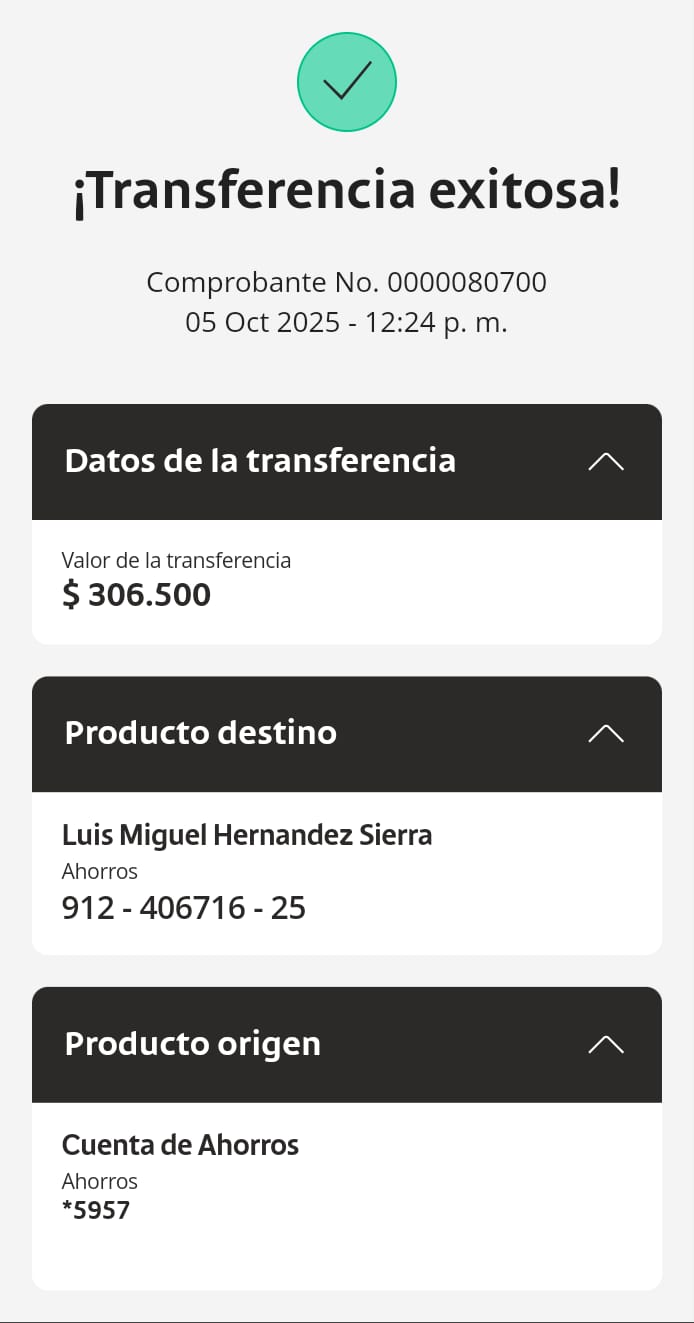 ¡Transferencia exitosa!
Comprobante No. 0000080700
05 Oct 2025 - 12:24 p. m.
Datos de la transferencia
Valor de la transferencia
$ 306.500
Producto destino
Luis Miguel Hernandez Sierra
Ahorros
912 - 406716 - 25
Producto origen
Cuenta de Ahorros
Ahorros
*5957